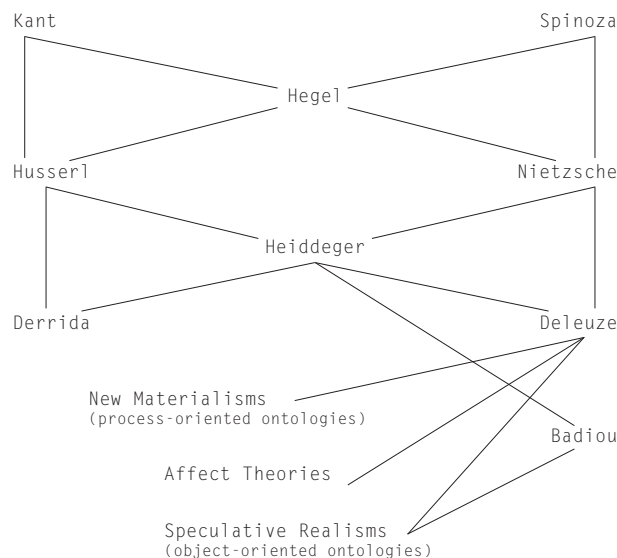 Kant
Spinoza
Hegel
Husserl
Nietzsche
Heiddeger
Derrida
Deleuze
New Materialisms
(process-oriented ontologies)
Badiou
Affect Theories
Speculative Realisms
(object-oriented ontologies)